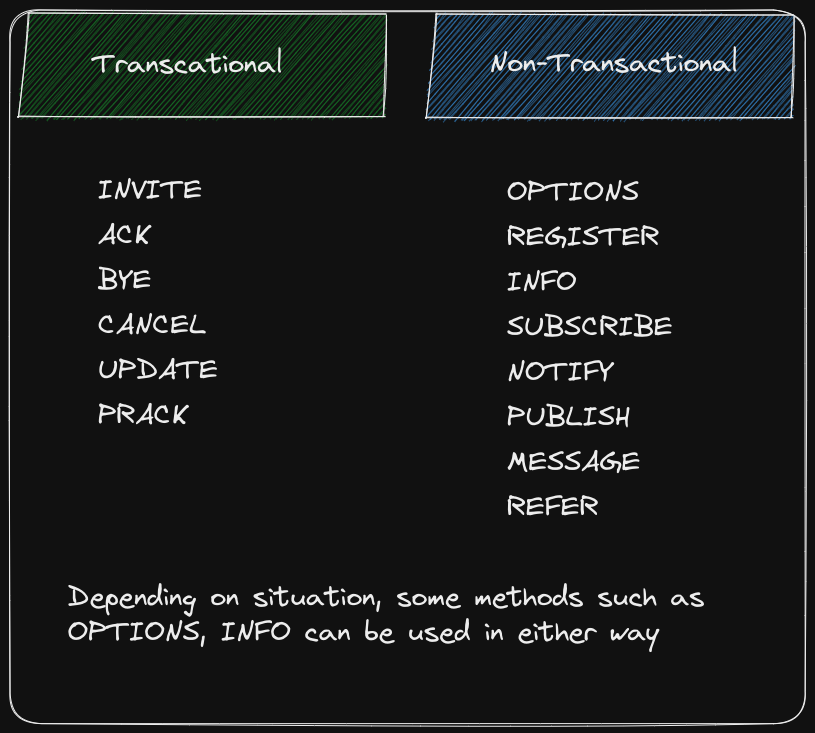 Transcational
Non-Transactional
INVITE
ACK
BYE
CANCEL
UPDATE
PRACK
OPTIONS
REGISTER
INFO
SUBSCRIBE
NOTIFY
PUBLISH
MESSAGE
REFER
Depending on situation, some methods such as
OPTIONS, INFO can be used in either way